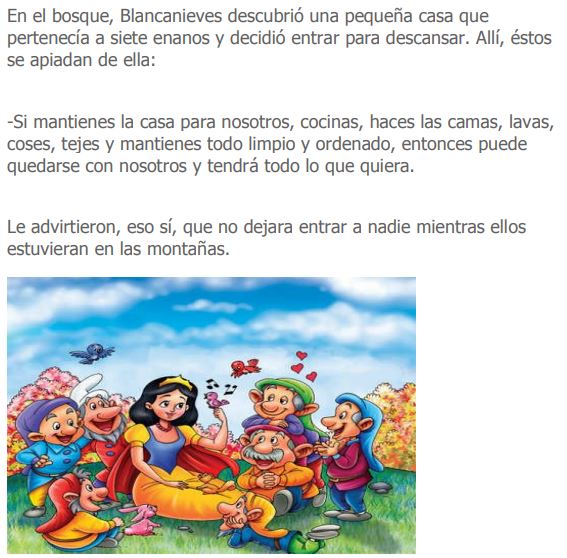 En el bosque, Blancanieves descubrió una pequeña casa que
pertenecía a siete enanos y decidió entrar para descansar. Allí, éstos
se apiadan de ella:
-Si mantienes la casa para nosotros, cocinas, haces las camas, lavas,
coses, tejes y mantienes todo limpio y ordenado, entonces puede
quedarse con nosotros y tendrá todo lo que quiera.
Le advirtieron, eso sí, que no dejara entrar a nadie mientras ellos
estuvieran en las montañas.